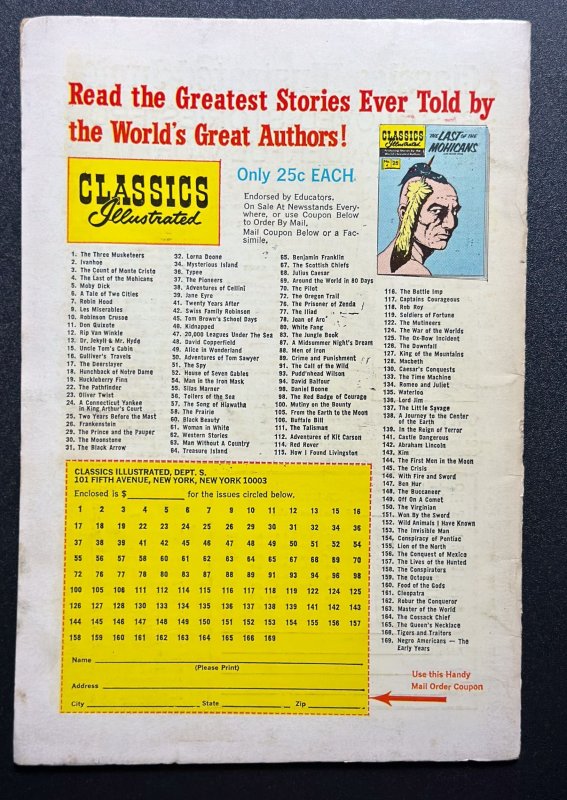 Read the Greatest Stories Ever Told by
the World's Great Authors!
CLASSICS
Illustrated
Only 25c EACH
Endorsed by Educators.
On Sale At Newsstands Every-
where, or use Coupon Below
to Order By Mail,
Mail Coupon Below or a Fac-
simile.
CLASSICS
Illustrated
THE LAST OF THE
MOHICANS
1. The Three Musketeers
2. Ivanhoe
3. The Count of Monte Cristo
4. The Last of the Mohicans
5. Moby Dick
6. A Tale of Two Cities
7. Robin Hood
9. Les Miserables
10. Robinson Crusoe
11. Don Quixote
12. Rip Van Winkle
13. Dr. Jekyll & Mr. Hyde
15. Uncle Tom's Cabin
16. Gulliver's Travels
17. The Deerslayer
18. Hunchback of Notre Dame
19. Huckleberry Finn
22. The Pathfinder
23. Oliver Twist
24. A Connecticut Yankee
in King Arthur's Court
25. Two Years Before the Mast
26. Frankenstein
29. The Prince and the Pauper
30. The Moonstone
31. The Black Arrow
32. Lorna Doone
34. Mysterious Island
36. Typee
37. The Pioneers
38. Adventures of Cellini
39. Jane Eyre
41. Twenty Years After
42. Swiss Family Robinson
45. Tom Brown's School Days
46. Kidnapped
47. 20,000 Leagues Under the Sea
48. David Copperfield
49. Alice in Wonderland
50. Adventures of Tom Sawyer
51. The Spy
52. House of Seven Gables
54. Man in the Iron Mask
55. Silas Marner
56. Toilers of the Sea
57. The Song of Hiawatha
58. The Prairie
60. Black Beauty
61. Woman in White
62. Western Stories
63. Man Without A Country
64. Treasure Island
65. Benjamin Franklin
67. The Scottish Chiefs
68. Julius Caesar
69. Around the World in 80 Days
70. The Pilot
72. The Oregon Trail
76. The Prisoner of Zenda
77. The Iliad
78. Joan of Arc
80. White Fang
83. The Jungle Book
87. A Midsummer Night's Dream
88. Men of Iron
89. Crime and Punishment
91. The Call of the Wild
93. Pudd'nhead Wilson
94. David Balfour
96. Daniel Boone
98. The Red Badge of Courage
100. Mutiny on the Bounty
105. From the Earth to the Moon
106. Buffalo Bill
111. The Talisman
112. Adventures of Kit Carson
114. Red Rover
113. How I Found Livingston
116. The Bottle Imp
117. Captains Courageous
118. Rob Roy
119. Soldiers of Fortune
122. The Mutineers
124. The War of the Worlds
125. The Ox-Bow Incident
126. The Downfall
127. King of the Mountains
128. Macbeth
130. Caesar's Conquests
133. The Time Machine
134. Romeo and Juliet
135. Waterloo
136. Lord Jim
137. The Little Savage
138. A Journey to the Center
of the Earth
139. In the Reign of Terror
141. Castle Dangerous
142. Abraham Lincoln
143. Kim
144. The First Men in the Moon
145. The Crisis
146. With Fire and Sword
147. Ben Hur
148. The Buccaneer
149. Off On A Comet
150. The Virginian
151. Won By the Sword
152. Wild Animals I Have Known
153. The Invisible Man
154. Conspiracy of Pontiac
155. Lion of the North
156. The Conquest of Mexico
157. The Lives of the Hunted
158. The Conspirators
159. The Octopus
160. Food of the Gods
161. Cleopatra
162. Robur the Conqueror
163. Master of the World
164. The Cossack Chief
165. The Queen's Necklace
166. Tigers and Traitors
169. Negro Americans — The
Early Years
CLASSICS ILLUSTRATED, DEPT. S.
101 FIFTH AVENUE, NEW YORK, NEW YORK 10003
Enclosed is $ for the issues circled below.
1 2 3 4 5 6 7 9 10 11 12 13 15 16
17 18 19 22 23 24 25 26 29 30 31 32 34 36
37 38 39 41 42 45 46 47 48 49 50 51 52 54
55 56 57 58 60 61 62 63 64 65 67 68 69 70
72 76 77 78 80 83 87 88 89 91 93 94 96 98
100 105 106 111 112 113 114 116 117 118 119 122 124 125
126 127 128 130 133 134 135 136 137 138 139 141 142 143
144 145 146 147 148 149 150 151 152 153 154 155 156 157
158 159 160 161 162 163 164 165 166 169
Name
(Please Print)
Address
City State Zip
Use this Handy
Mail Order Coupon